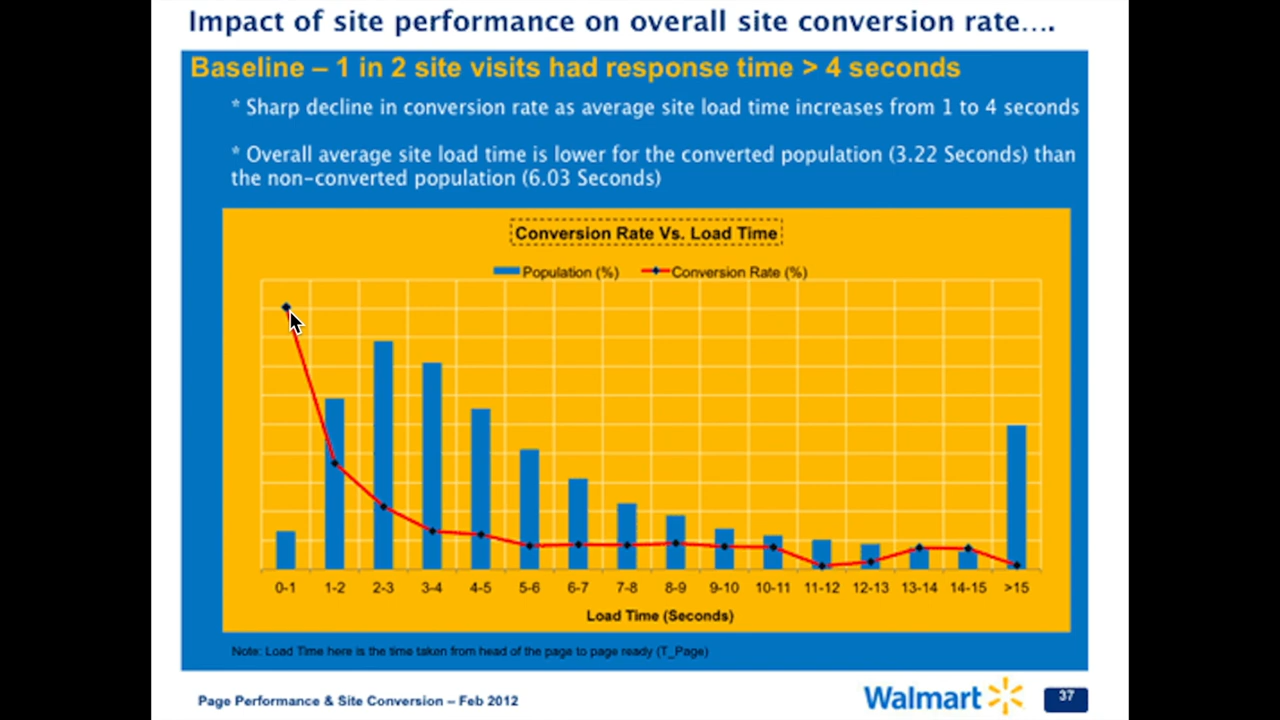 Impact of site performance on overall site conversion rate….
Baseline – 1 in 2 site visits had response time > 4 seconds
* Sharp decline in conversion rate as average site load time increases from 1 to 4 seconds
* Overall average site load time is lower for the converted population (3.22 Seconds) than
the non-converted population (6.03 Seconds)
Conversion Rate Vs. Load Time
Population (%) Conversion Rate (%)
0-1 1-2 2-3 3-4 4-5 5-6 6-7 7-8 8-9 9-10 10-11 11-12 12-13 13-14 14-15 >15
Load Time (Seconds)
Note: Load Time here is the time taken from head of the page to page ready (T_Page)
Page Performance & Site Conversion – Feb 2012
Walmart
37